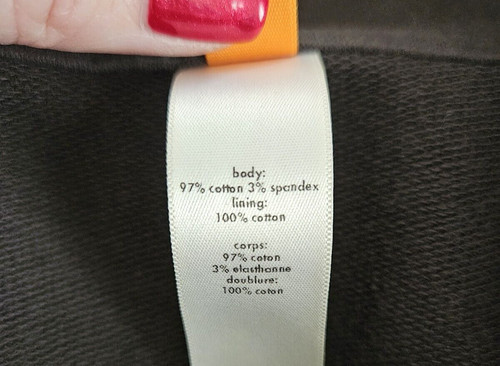 body:
97% cotton 3% spandex
lining:
100% cotton
corps:
97% coton
3% elasthanne
doublure:
100% coton